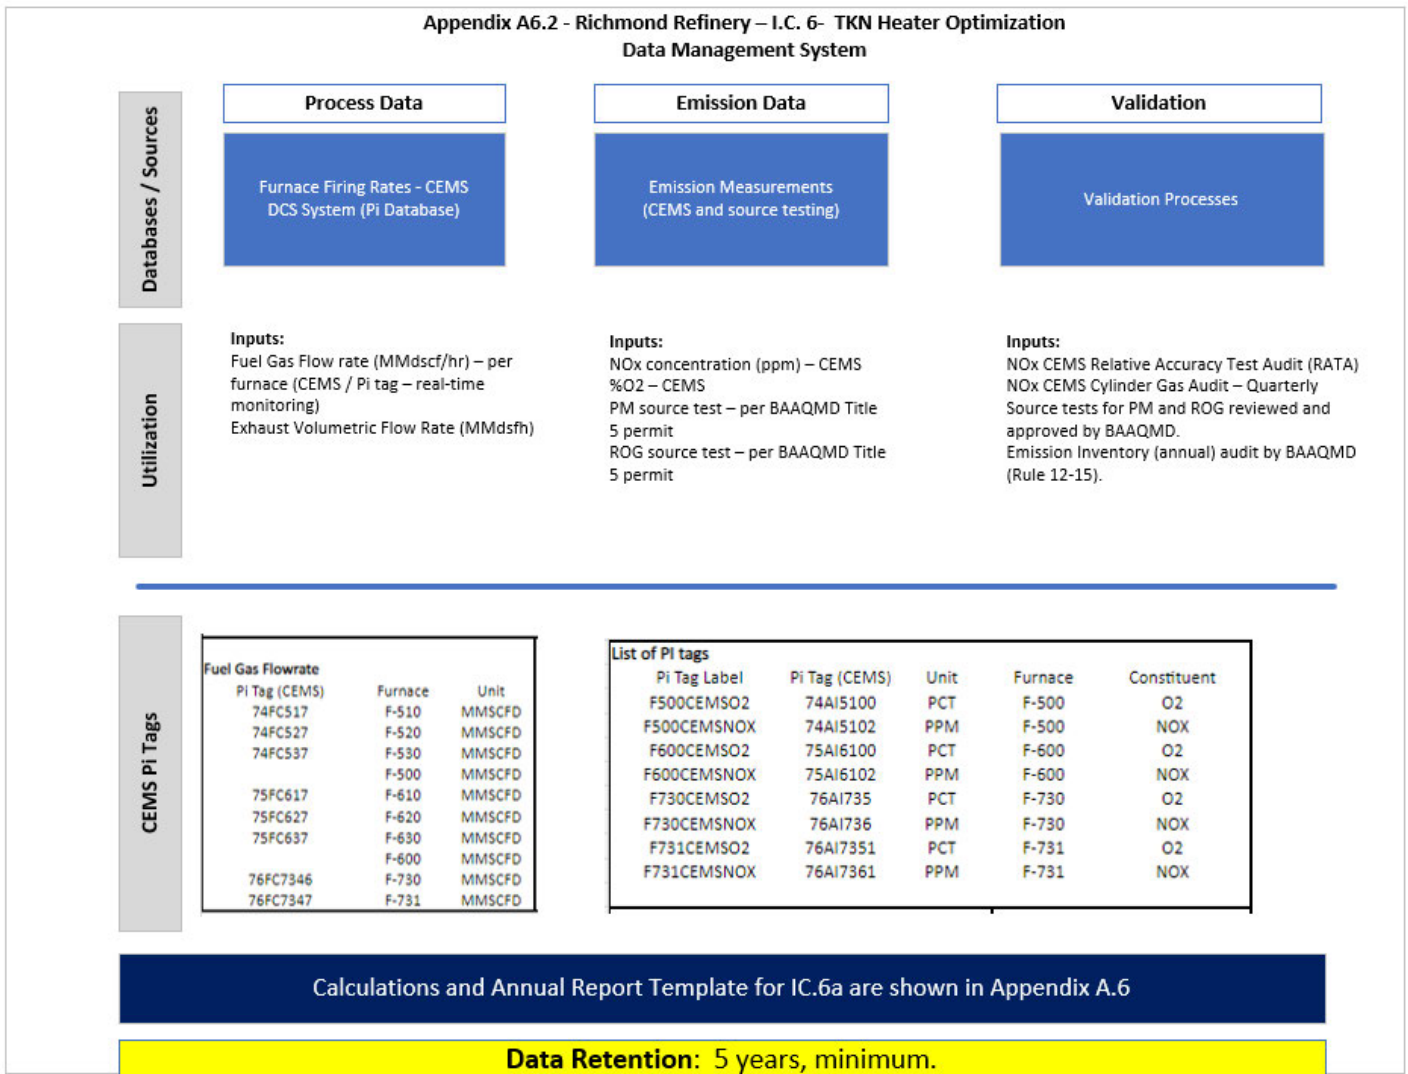 Appendix A6.2 - Richmond Refinery – I.C. 6- TKN Heater Optimization
Data Management System
Databases / Sources
Process Data
Emission Data
Validation
Furnace Firing Rates - CEMS
DCS System (Pi Database)
Emission Measurements
(CEMS and source testing)
Validation Processes
Utilization
Inputs:
Fuel Gas Flow rate (MMdscf/hr) – per
furnace (CEMS / Pi tag – real-time
monitoring)
Exhaust Volumetric Flow Rate (MMdsfh)
Inputs:
NOx concentration (ppm) – CEMS
%O2 – CEMS
PM source test – per BAAQMD Title
5 permit
ROG source test – per BAAQMD Title
5 permit
Inputs:
NOx CEMS Relative Accuracy Test Audit (RATA)
NOx CEMS Cylinder Gas Audit – Quarterly
Source tests for PM and ROG reviewed and
approved by BAAQMD.
Emission Inventory (annual) audit by BAAQMD
(Rule 12-15).
CEMS Pi Tags
Fuel Gas Flowrate
Pi Tag (CEMS) Furnace Unit
74FC517 F-510 MMSCFD
74FC527 F-520 MMSCFD
74FC537 F-530 MMSCFD
F-500 MMSCFD
75FC617 F-610 MMSCFD
75FC627 F-620 MMSCFD
75FC637 F-630 MMSCFD
F-600 MMSCFD
76FC7346 F-730 MMSCFD
76FC7347 F-731 MMSCFD
List of PI tags
Pi Tag Label Pi Tag (CEMS) Unit Furnace Constituent
F500CEMSO2 74AI5100 PCT F-500 O2
F500CEMSNOX 74AI5102 PPM F-500 NOX
F600CEMSO2 75AI6100 PCT F-600 O2
F600CEMSNOX 75AI6102 PPM F-600 NOX
F730CEMSO2 76AI735 PCT F-730 O2
F730CEMSNOX 76AI736 PPM F-730 NOX
F731CEMSO2 76AI7351 PCT F-731 O2
F731CEMSNOX 76AI7361 PPM F-731 NOX
Calculations and Annual Report Template for IC.6a are shown in Appendix A.6
Data Retention: 5 years, minimum.